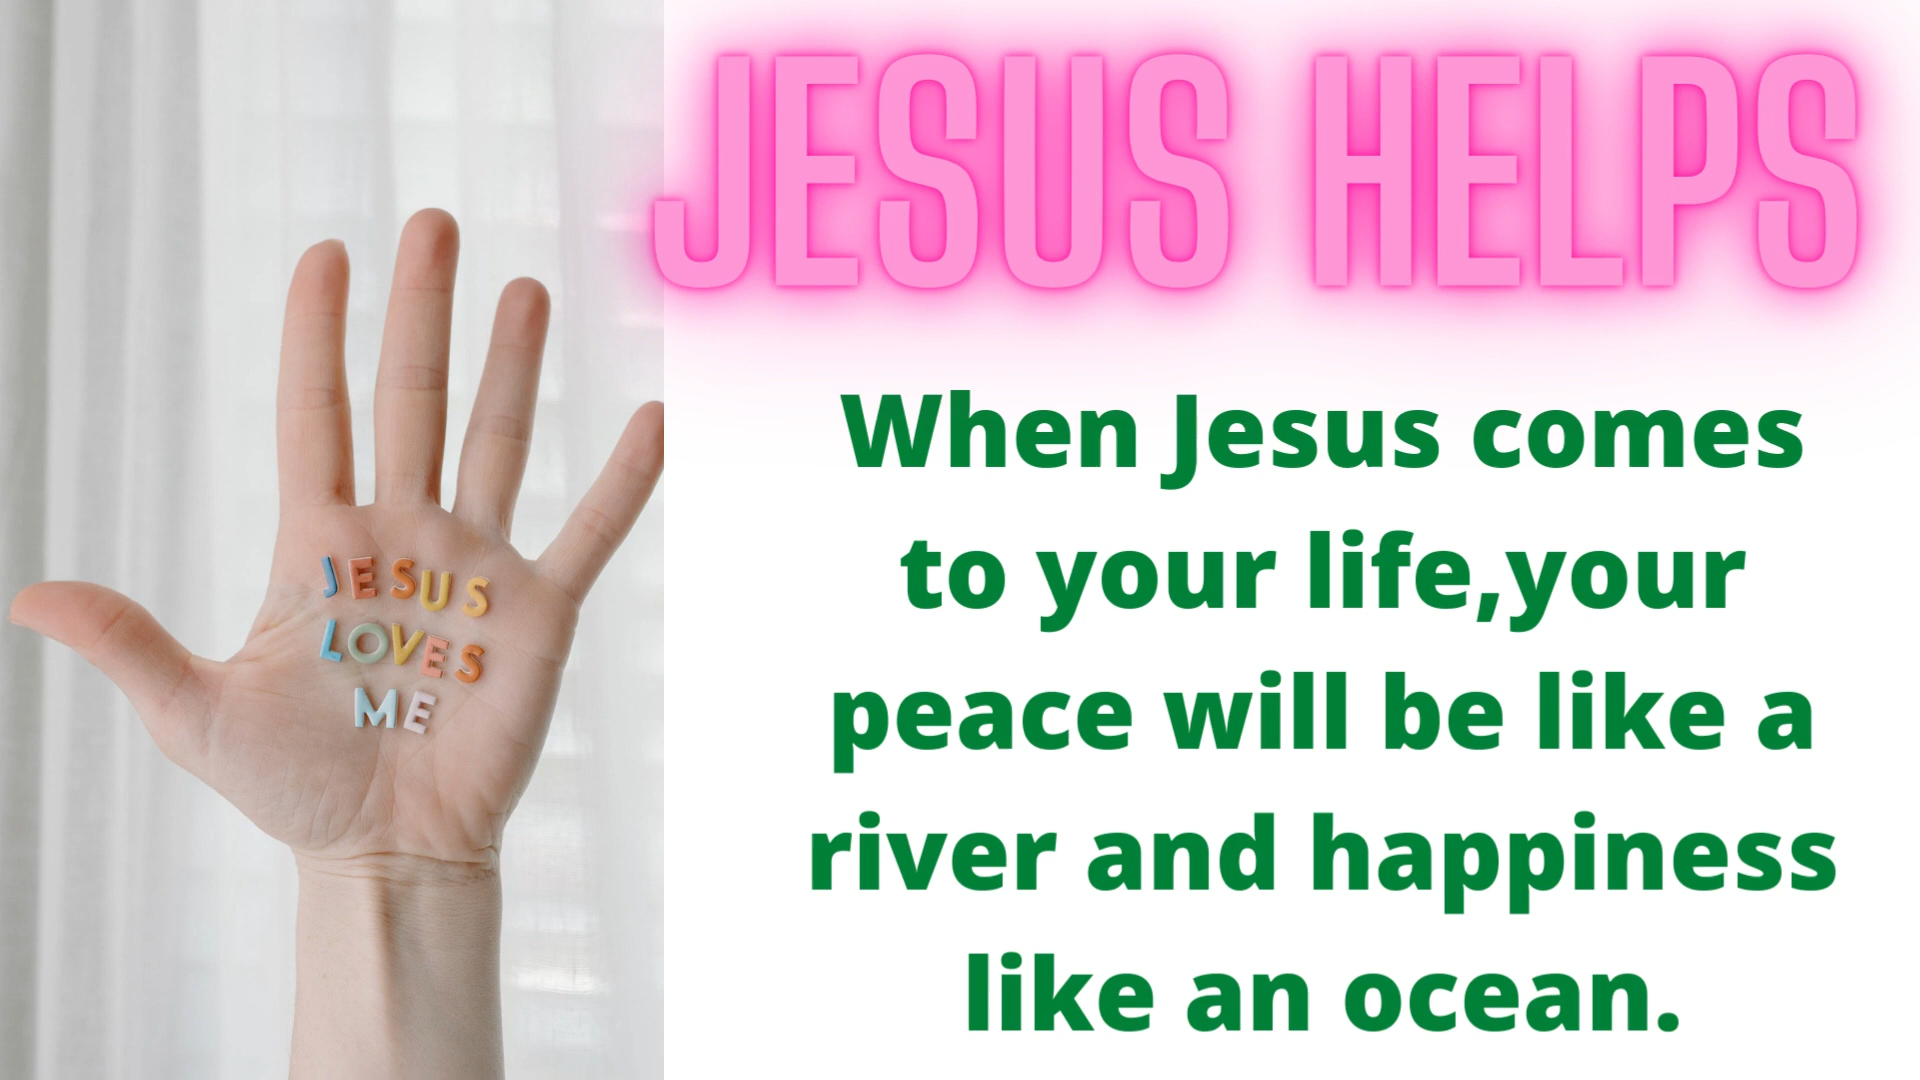 JESUS HELPS
JESUS
LOVES
ME
When Jesus comes
to your life,your
peace will be like a
river and happiness
like an ocean.